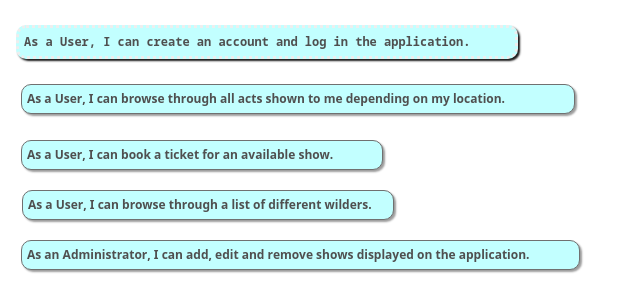 As a User, I can create an account and log in the application.
As a User, I can browse through all acts shown to me depending on my location.
As a User, I can book a ticket for an available show.
As a User, I can browse through a list of different wilders.
As an Administrator, I can add, edit and remove shows displayed on the application.